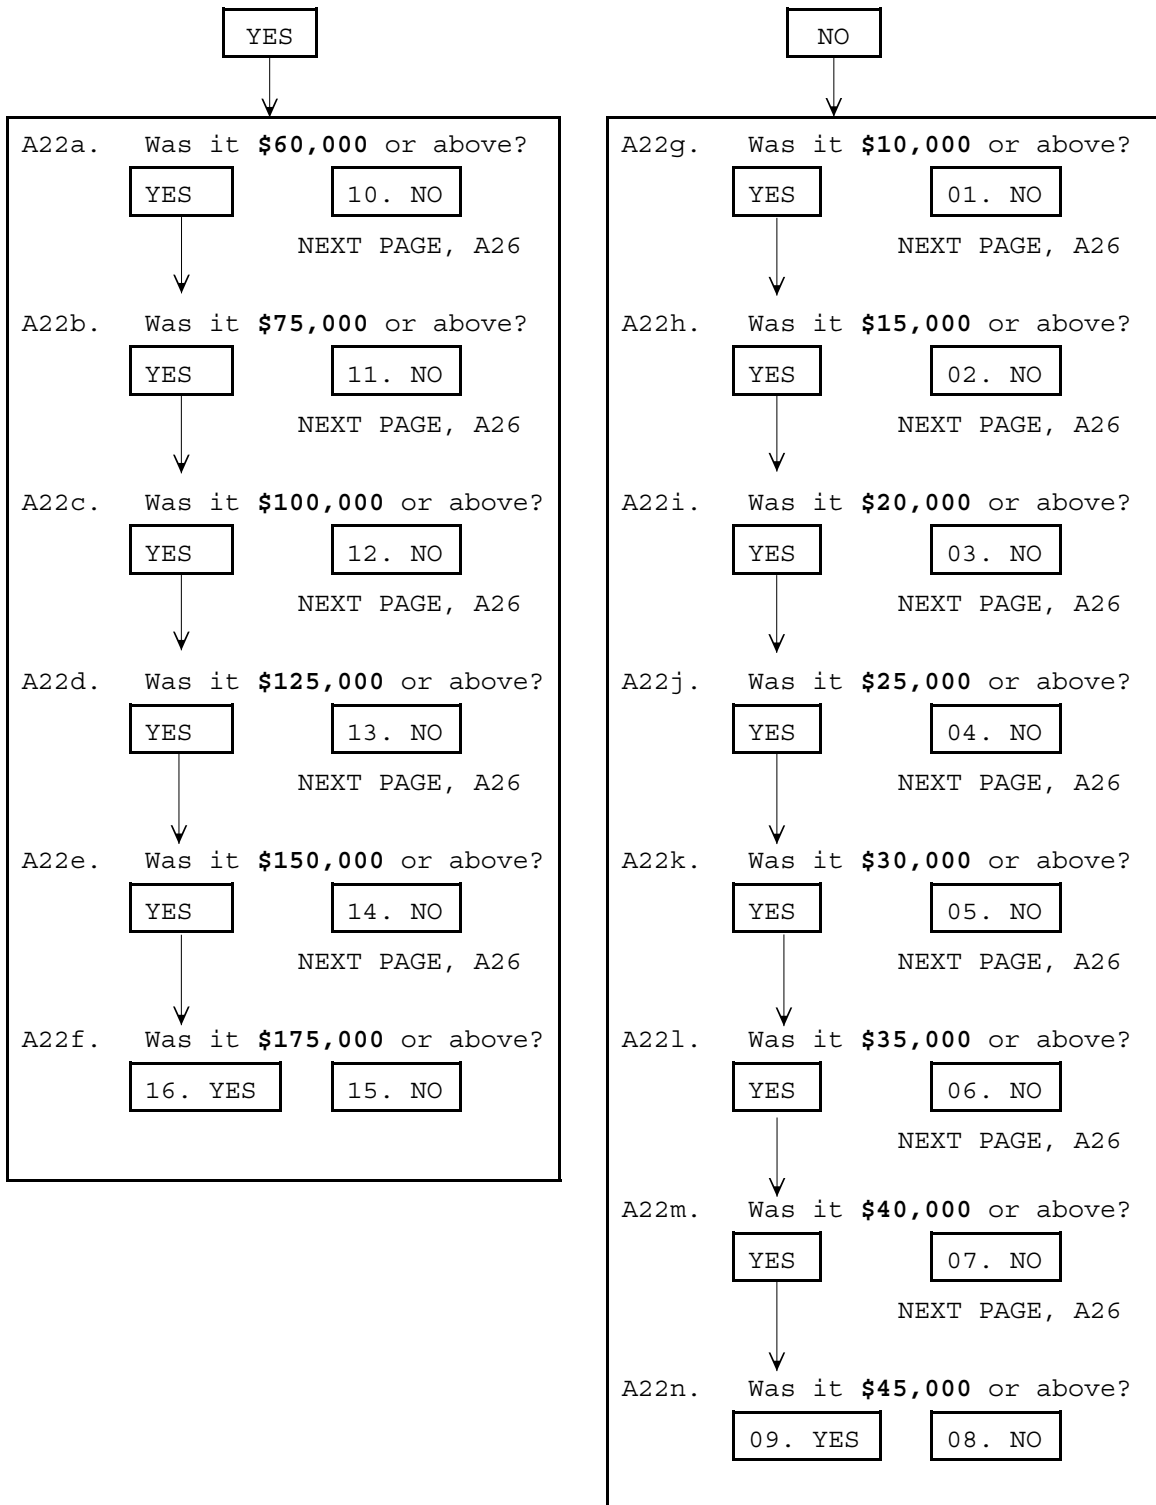 YES
A22a. Was it $60,000 or above?
YES 10. NO
NEXT PAGE, A26
A22b. Was it $75,000 or above?
YES 11. NO
NEXT PAGE, A26
A22c. Was it $100,000 or above?
YES 12. NO
NEXT PAGE, A26
A22d. Was it $125,000 or above?
YES 13. NO
NEXT PAGE, A26
A22e. Was it $150,000 or above?
YES 14. NO
NEXT PAGE, A26
A22f. Was it $175,000 or above?
16. YES 15. NO
NO
A22g. Was it $10,000 or above?
YES 01. NO
NEXT PAGE, A26
A22h. Was it $15,000 or above?
YES 02. NO
NEXT PAGE, A26
A22i. Was it $20,000 or above?
YES 03. NO
NEXT PAGE, A26
A22j. Was it $25,000 or above?
YES 04. NO
NEXT PAGE, A26
A22k. Was it $30,000 or above?
YES 05. NO
NEXT PAGE, A26
A22l. Was it $35,000 or above?
YES 06. NO
NEXT PAGE, A26
A22m. Was it $40,000 or above?
YES 07. NO
NEXT PAGE, A26
A22n. Was it $45,000 or above?
09. YES 08. NO